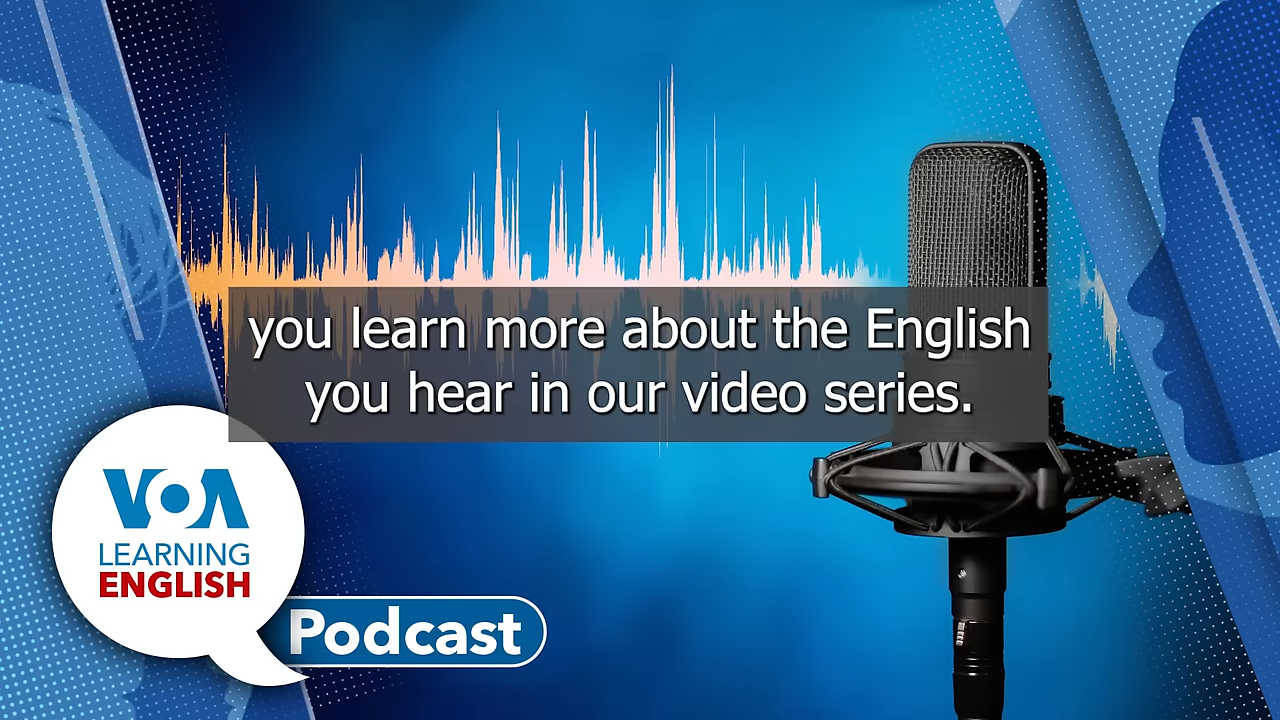 you learn more about the English
you hear in our video series.
VOA
LEARNING
ENGLISH
Podcast